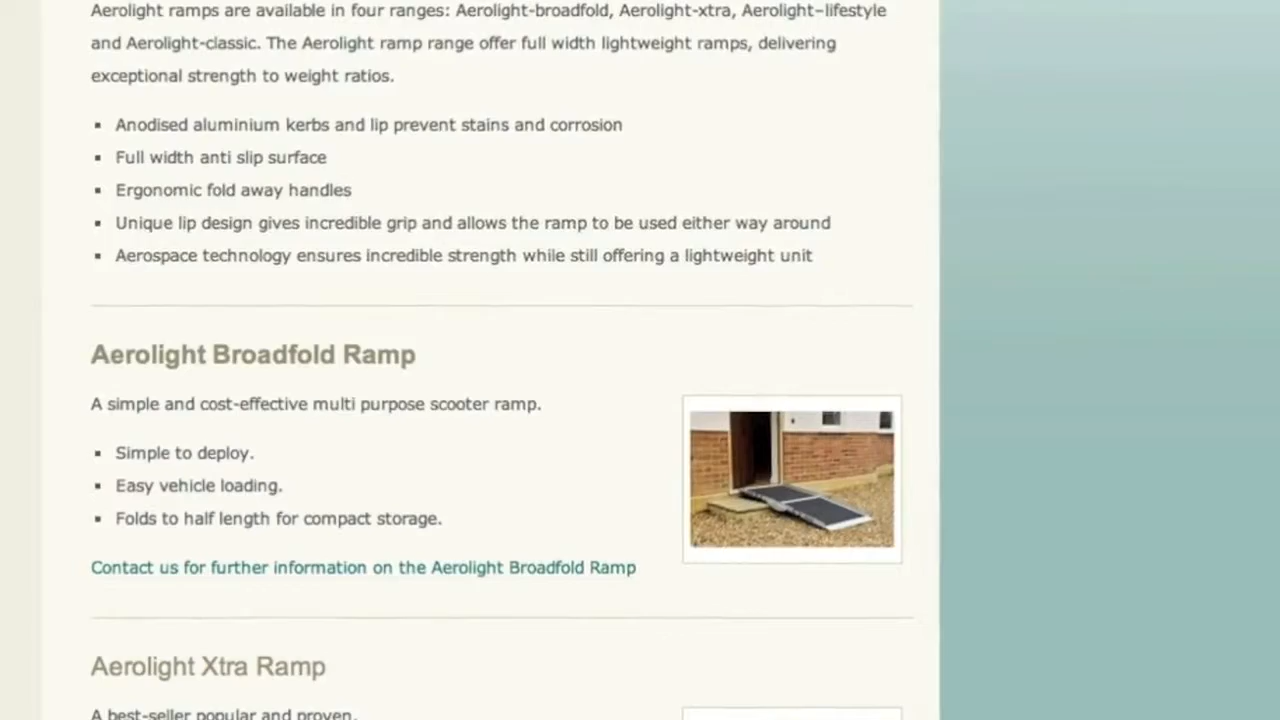 Aerolight ramps are available in four ranges: Aerolight-broadfold, Aerolight-xtra, Aerolight–lifestyle
and Aerolight-classic. The Aerolight ramp range offer full width lightweight ramps, delivering
exceptional strength to weight ratios.
▪ Anodised aluminium kerbs and lip prevent stains and corrosion
▪ Full width anti slip surface
▪ Ergonomic fold away handles
▪ Unique lip design gives incredible grip and allows the ramp to be used either way around
▪ Aerospace technology ensures incredible strength while still offering a lightweight unit
Aerolight Broadfold Ramp
A simple and cost-effective multi purpose scooter ramp.
▪ Simple to deploy.
▪ Easy vehicle loading.
▪ Folds to half length for compact storage.
Contact us for further information on the Aerolight Broadfold Ramp
Aerolight Xtra Ramp
A best-seller popular and proven.